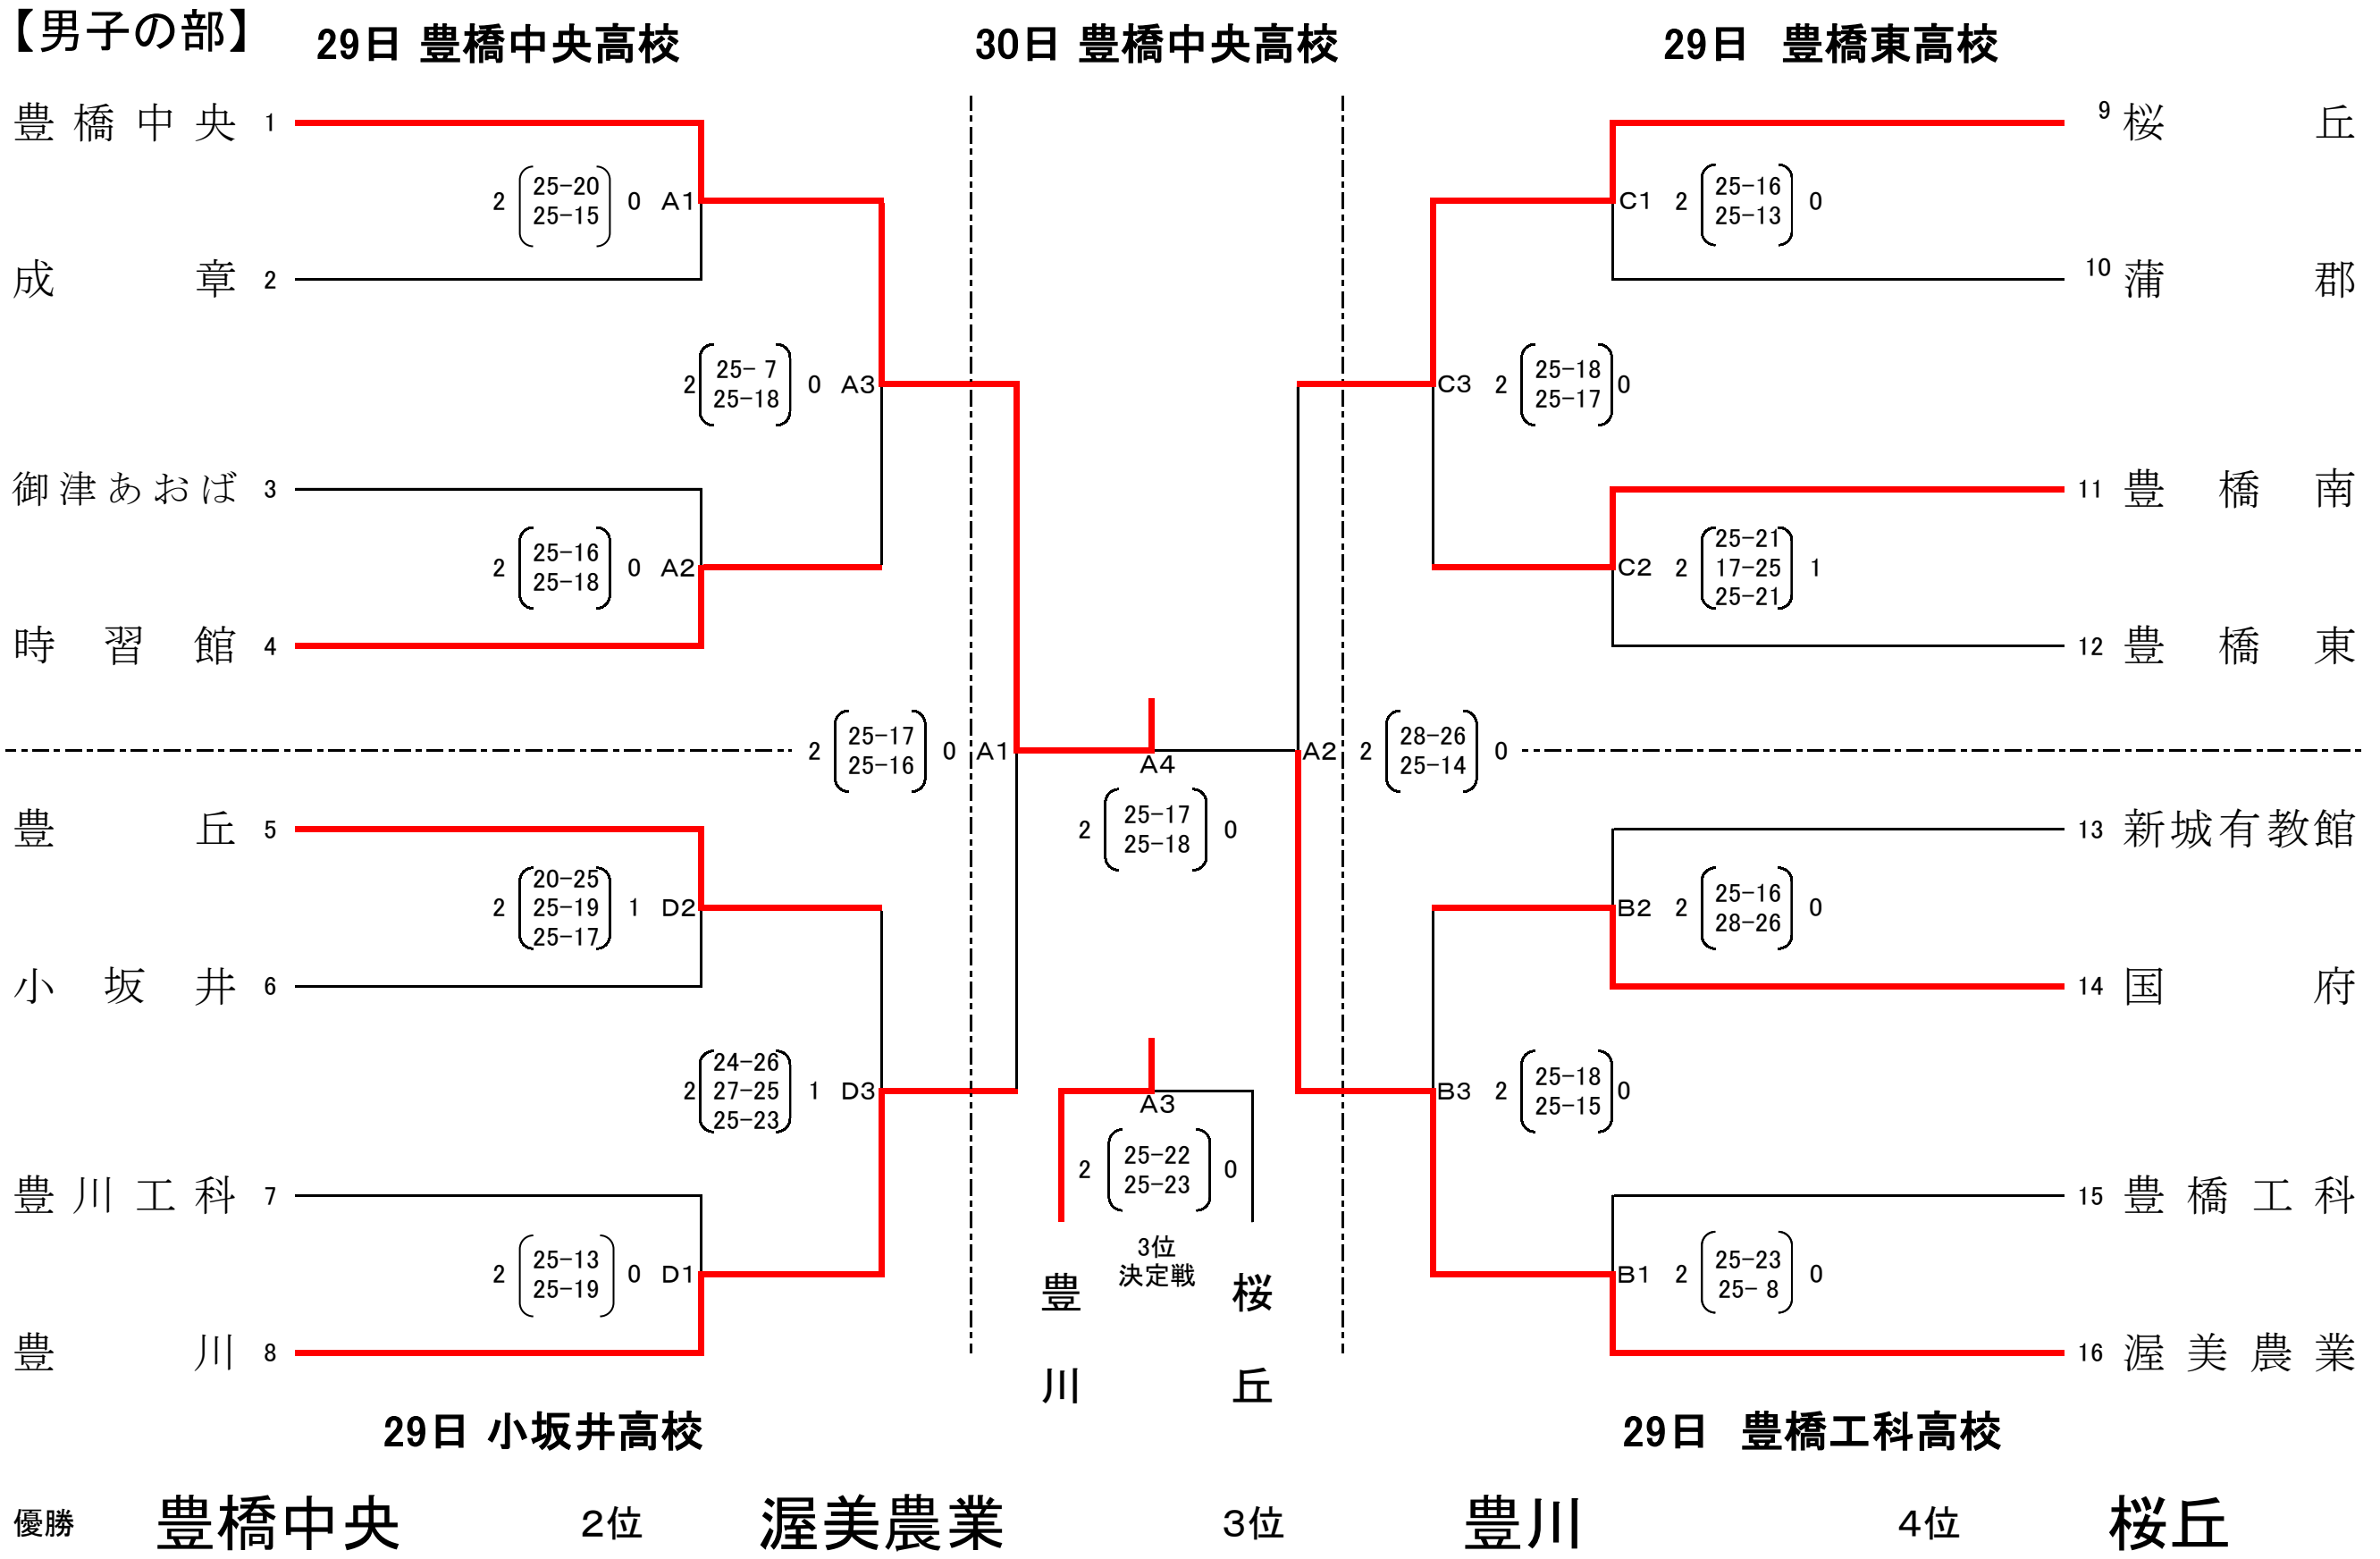 【男子の部】 29日 豊橋中央高校 30日 豊橋中央高校 29日 豊橋東高校
豊橋中央 1
9 桜丘
2 25-20 0 A1
25-15
C1 2 25-16 0
25-13
成章 2
10 蒲郡
2 25- 7 0 A3
25-18
C3 2 25-18 0
25-17
御津あおば 3
11 豊橋南
2 25-16 0 A2
25-18
C2 2 25-21 1
17-25
25-21
時習館 4
12 豊橋東
2 25-17 0 A1
25-16
A2 2 28-26 0
25-14
A4
2 25-17 0
25-18
豊丘 5
13 新城有教館
2 20-25 1 D2
25-19
25-17
B2 2 25-16 0
28-26
小坂井 6
14 国府
2 24-26 1 D3
27-25
25-23
B3 2 25-18 0
25-15
A3
2 25-22 0
25-23
3位
決定戦
豊川
桜丘
豊川工科 7
15 豊橋工科
2 25-13 0 D1
25-19
B1 2 25-23 0
25- 8
豊川 8
16 渥美農業
29日 小坂井高校 29日 豊橋工科高校
優勝 豊橋中央 2位 渥美農業 3位 豊川 4位 桜丘